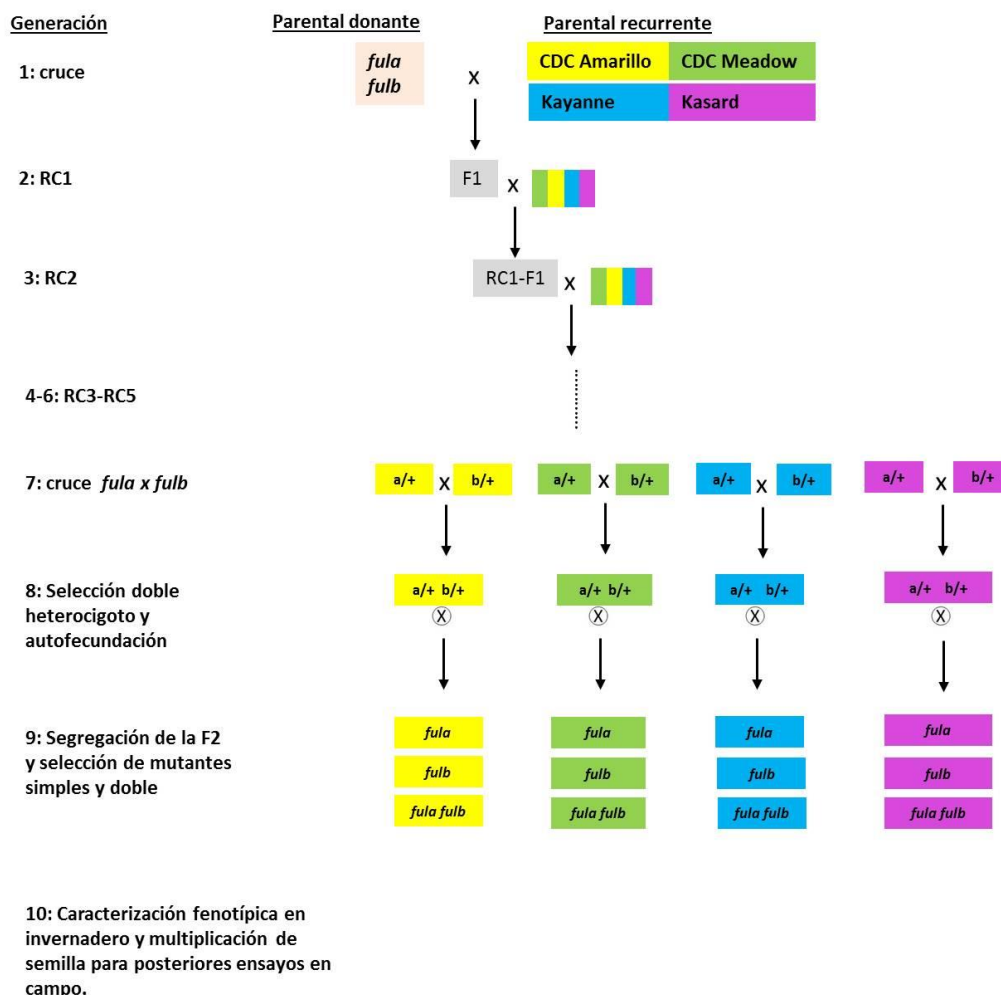 Generación
Parental donante
Parental recurrente
1: cruce
fula
fulb
X
CDC Amarillo
CDC Meadow
Kayanne
Kasard
2: RC1
F1
X
3: RC2
RC1-F1
X
4-6: RC3-RC5
7: cruce fula x fulb
a/+ X b/+
a/+ X b/+
a/+ X b/+
a/+ X b/+
8: Selección doble
heterocigoto y
autofecundación
a/+ b/+
X
a/+ b/+
X
a/+ b/+
X
a/+ b/+
X
9: Segregación de la F2
y selección de mutantes
simples y doble
fula
fulb
fula fulb
fula
fulb
fula fulb
fula
fulb
fula fulb
fula
fulb
fula fulb
10: Caracterización fenotípica en
invernadero y multiplicación de
semilla para posteriores ensayos en
campo.